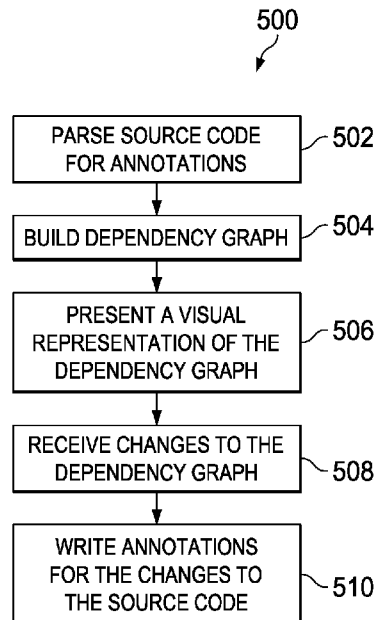 500
PARSE SOURCE CODE
FOR ANNOTATIONS
502
BUILD DEPENDENCY GRAPH
504
PRESENT A VISUAL
REPRESENTATION OF THE
DEPENDENCY GRAPH
506
RECEIVE CHANGES TO THE
DEPENDENCY GRAPH
508
WRITE ANNOTATIONS
FOR THE CHANGES TO
THE SOURCE CODE
510